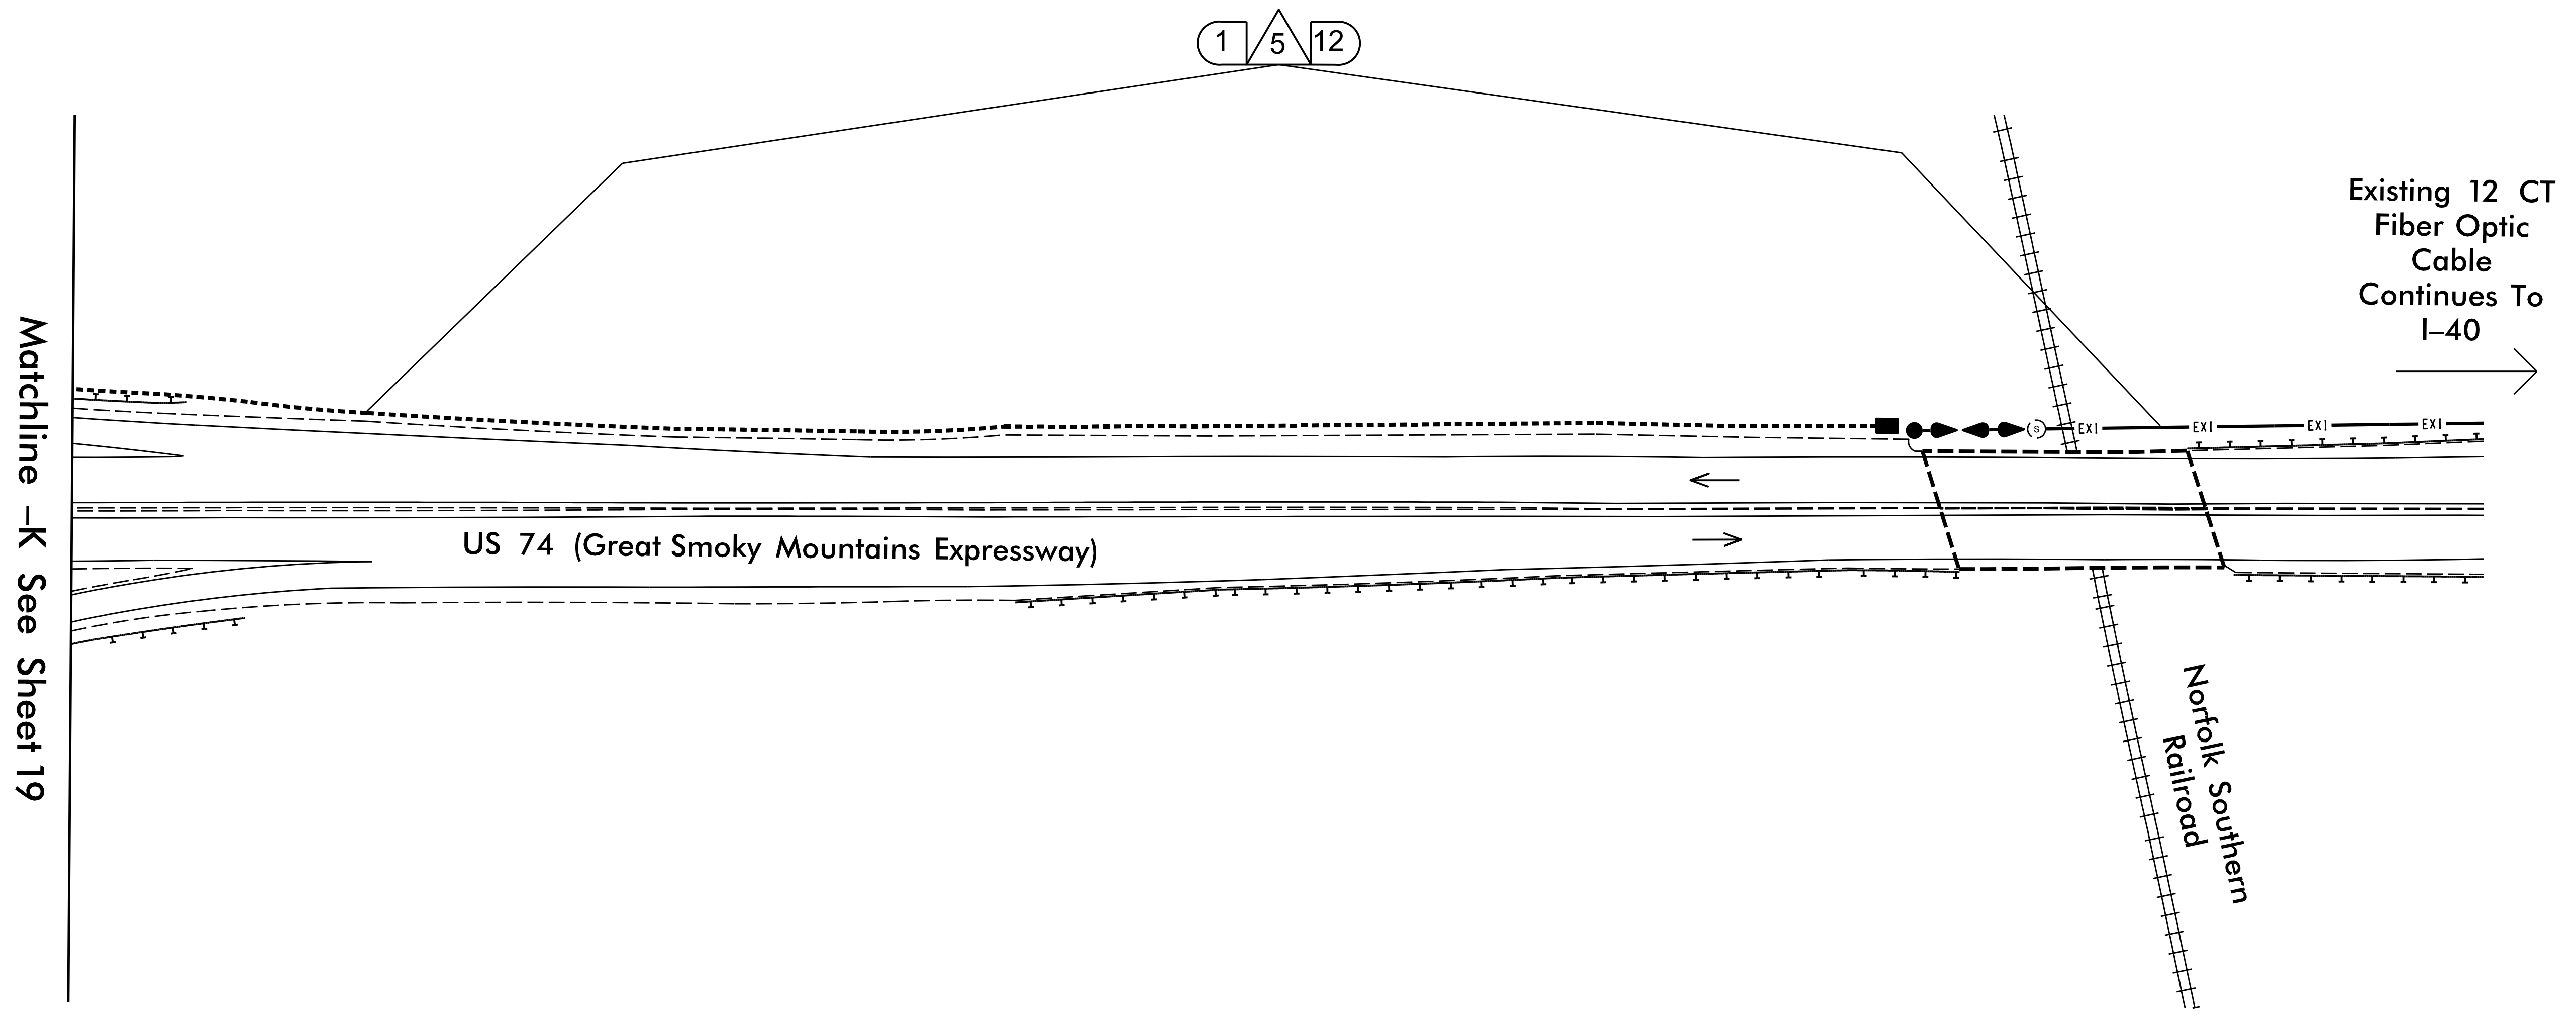 1 5 12
Existing 12 CT
Fiber Optic
Cable
Continues To
I–40
Matchline –K See Sheet 19
S EXI EXI EXI EXI
US 74 (Great Smoky Mountains Expressway)
Norfolk Southern
Railroad